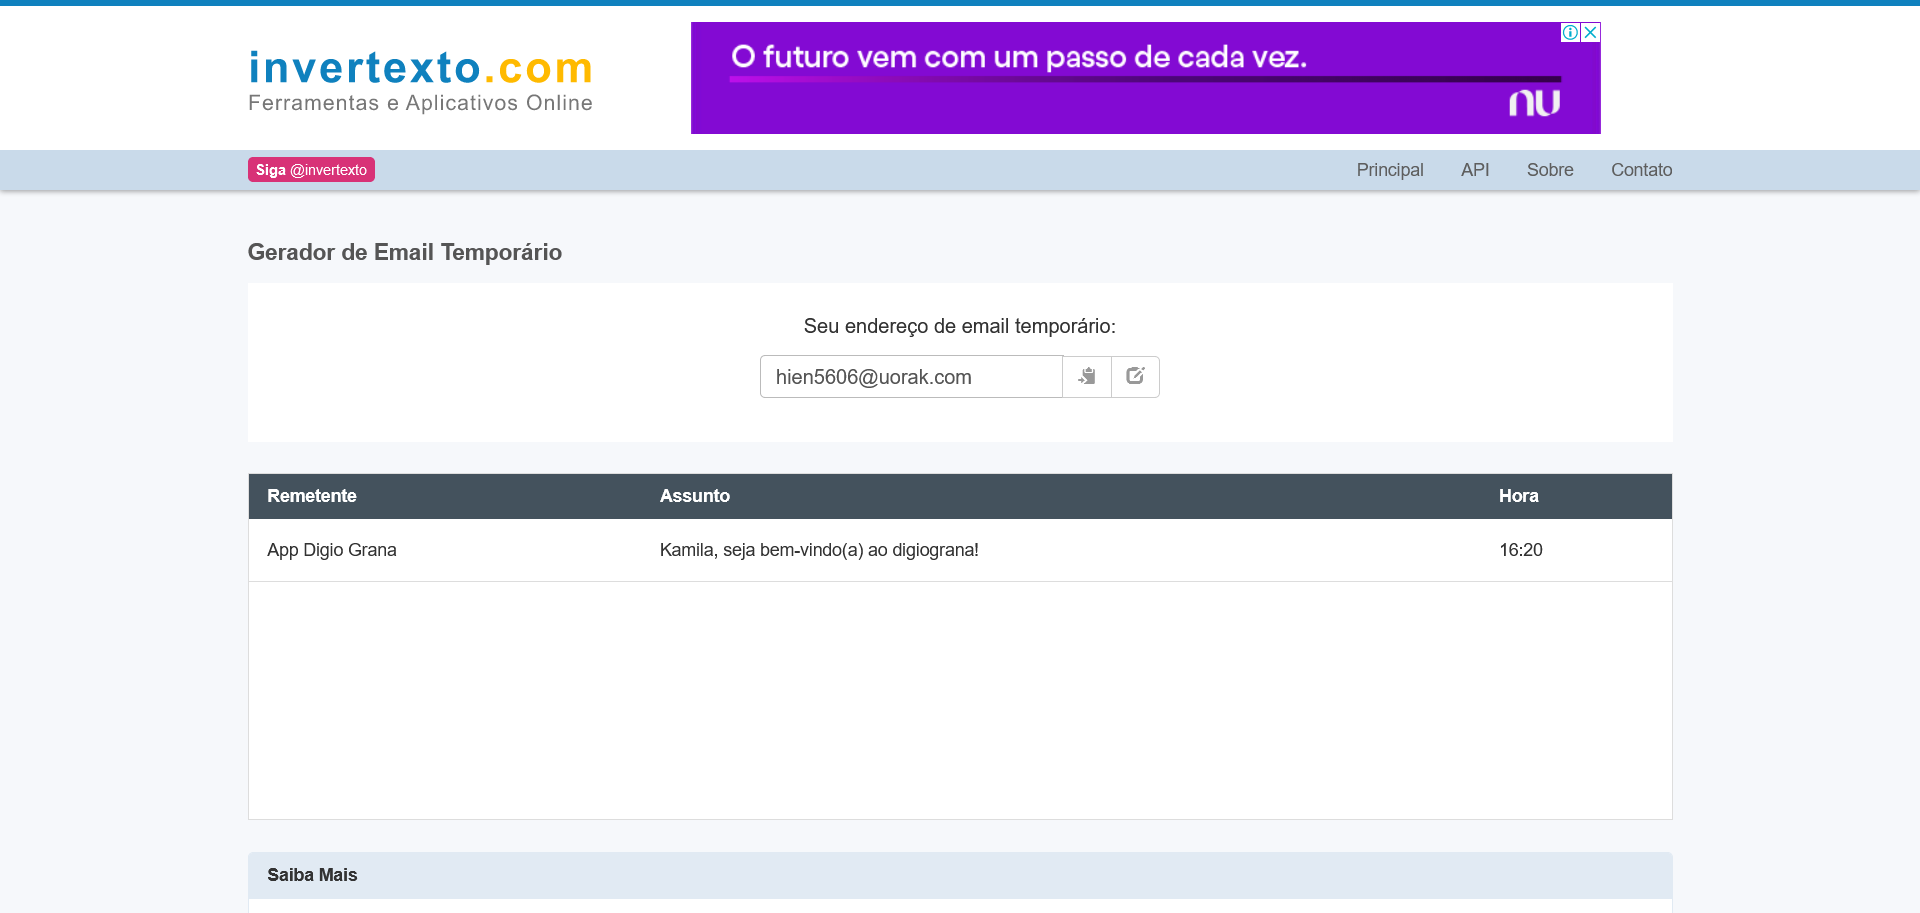 invertexto.com
Ferramentas e Aplicativos Online
O futuro vem com um passo de cada vez.
nu
Siga @invertexto
Principal API Sobre Contato
Gerador de Email Temporário
Seu endereço de email temporário:
hien5606@uorak.com
Remetente Assunto Hora
App Digio Grana Kamila, seja bem-vindo(a) ao digiograna! 16:20
Saiba Mais